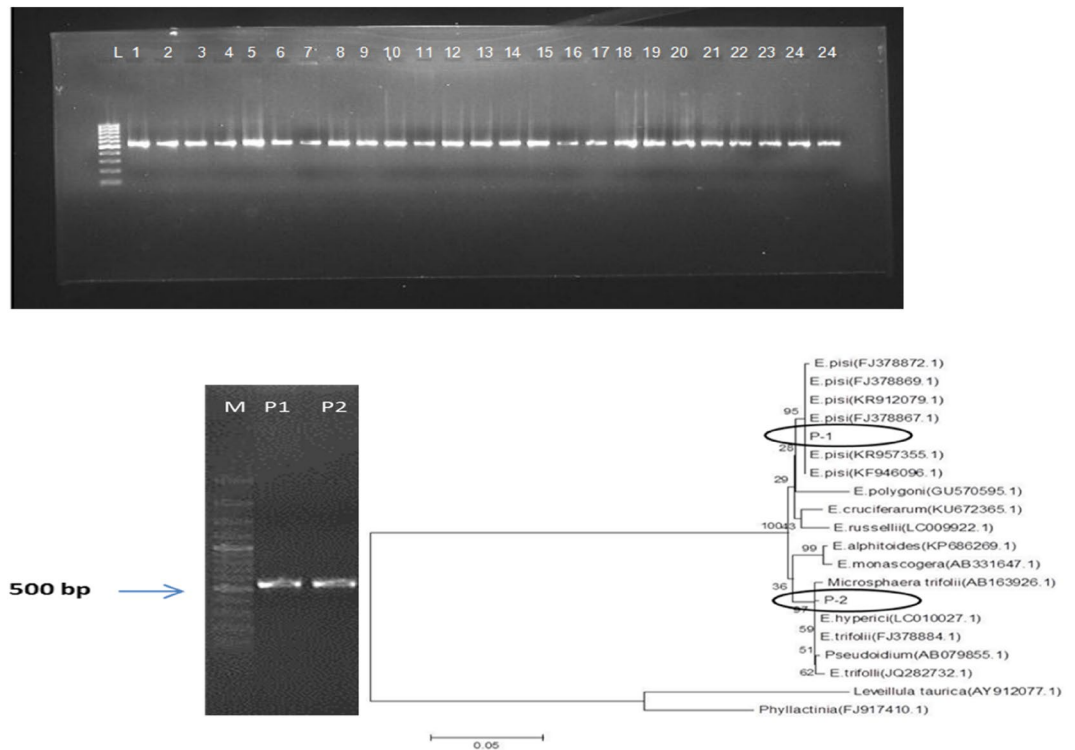 L 1 2 3 4 5 6 7 8 9 10 11 12 13 14 15 16 17 18 19 20 21 22 23 24 24
M P1 P2
500 bp
E.pisi(FJ378872.1)
E.pisi(FJ378869.1)
E.pisi(KR912079.1)
95 E.pisi(FJ378867.1)
P-1
28 E.pisi(KR957355.1)
E.pisi(KF946096.1)
29 E.polygoni(GU570595.1)
E.cruciferarum(KU672365.1)
100 43 E.russellii(LC009922.1)
99 E.alphitoides(KP686269.1)
E.monascogera(AB331647.1)
36 Microsphaera trifolii(AB163926.1)
P-2
97 E.hyperici(LC010027.1)
59 E.trifolii(FJ378884.1)
51 Pseudoidium(AB079855.1)
62 E.trifolli(JQ282732.1)
Leveillula taurica(AY912077.1)
Phyllactinia(FJ917410.1)
0.05